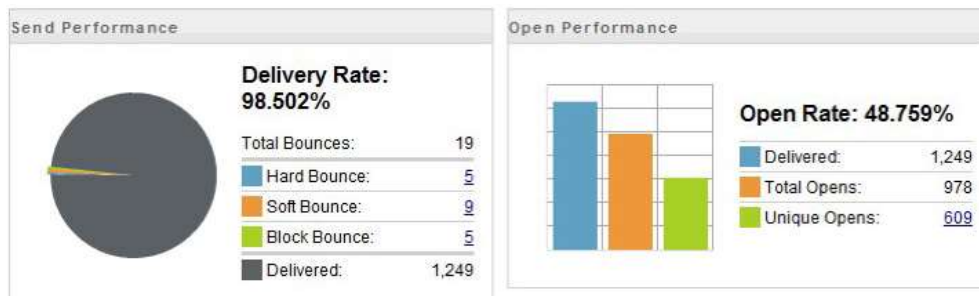 Send Performance
Delivery Rate:
98.502%
Total Bounces: 19
Hard Bounce: 5
Soft Bounce: 9
Block Bounce: 5
Delivered: 1,249
Open Performance
Open Rate: 48.759%
Delivered: 1,249
Total Opens: 978
Unique Opens: 609